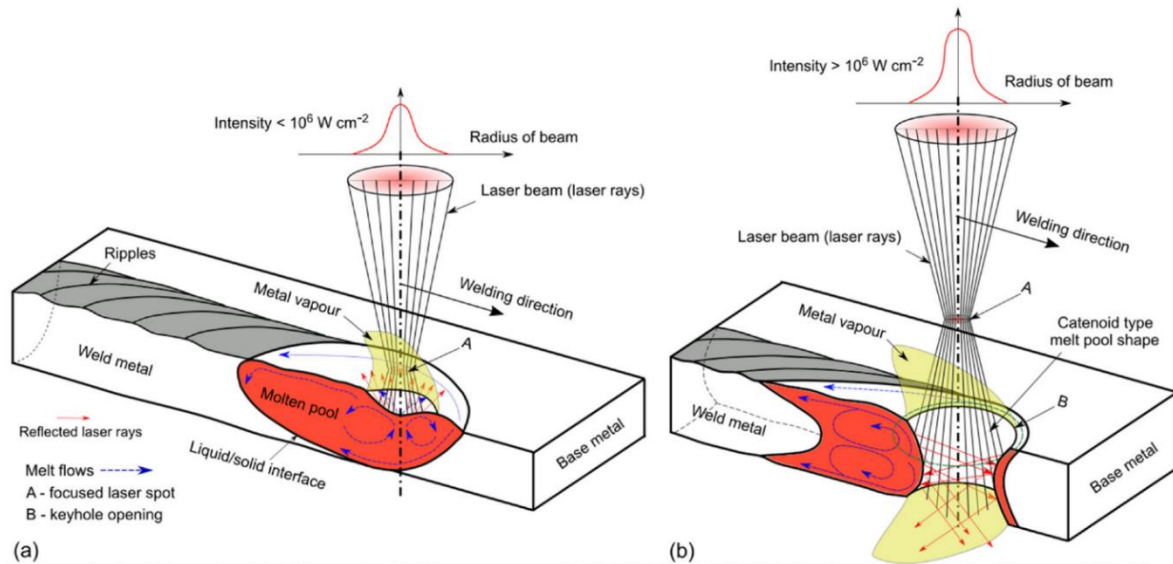 Intensity < 10⁶ W cm⁻²
Radius of beam
Laser beam (laser rays)
Ripples
Welding direction
Metal vapour
A
Weld metal
Molten pool
Reflected laser rays
Liquid/solid interface
Base metal
Melt flows
A - focused laser spot
B - keyhole opening
(a)
Intensity > 10⁶ W cm⁻²
Radius of beam
Welding direction
Laser beam (laser rays)
A
Metal vapour
Catenoid type
melt pool shape
B
Weld metal
Base metal
(b)